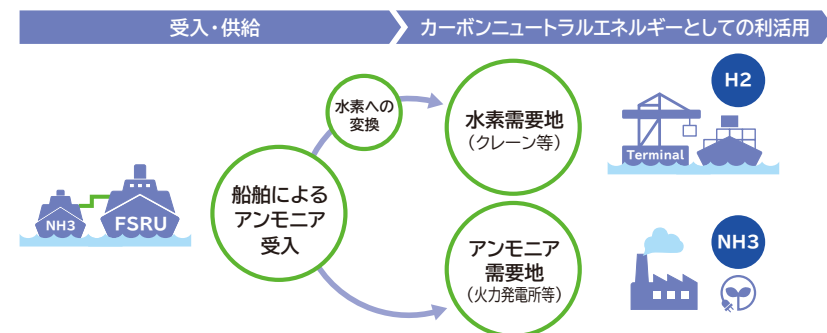 受入・供給
カーボンニュートラルエネルギーとしての利活用
水素への
変換
水素需要地
（クレーン等）
H2
Terminal
船舶による
アンモニア
受入
NH3
FSRU
アンモニア
需要地
（火力発電所等）
NH3